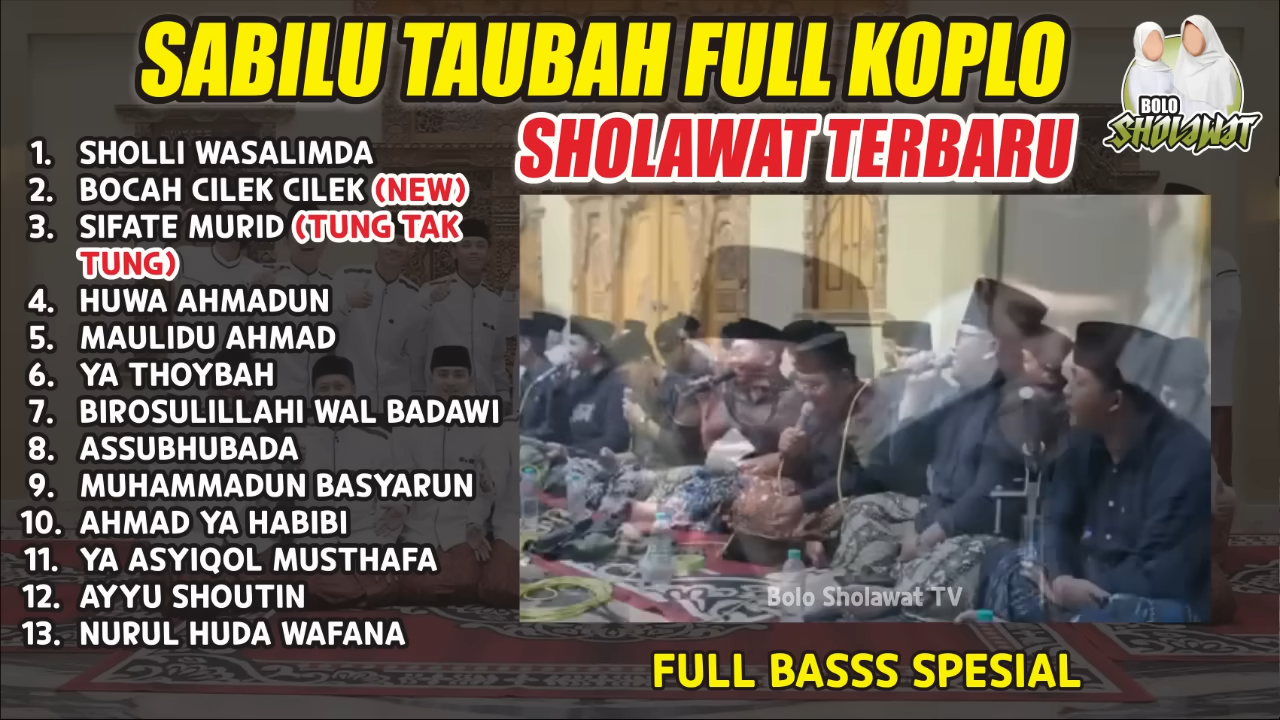 SABILU TAUBAH FULL KOPLO
SHOLAWAT TERBARU
BOLO
SHOLAWAT
1. SHOLLI WASALIMDA
2. BOCAH CILEK CILEK (NEW)
3. SIFATE MURID (TUNG TAK
TUNG)
4. HUWA AHMADUN
5. MAULIDU AHMAD
6. YA THOYBAH
7. BIROSULILLAHI WAL BADAWI
8. ASSUBHUBADA
9. MUHAMMADUN BASYARUN
10. AHMAD YA HABIBI
11. YA ASYIQOL MUSTHAFA
12. AYYU SHOUTIN
13. NURUL HUDA WAFANA
Bolo Sholawat TV
FULL BASSS SPESIAL